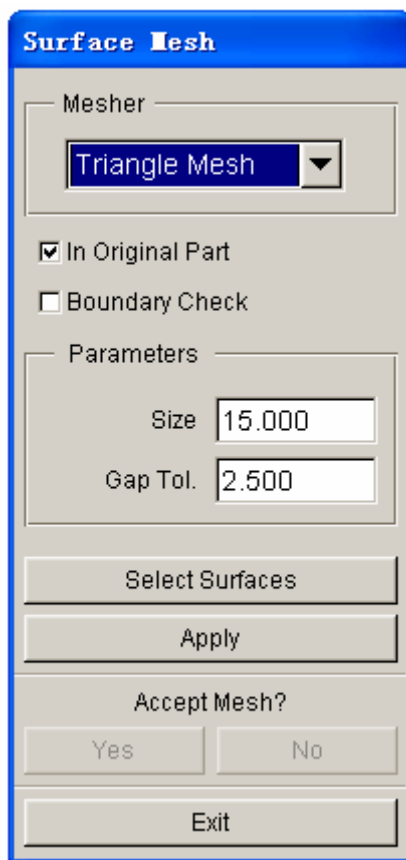 Surface Mesh
Mesher
Triangle Mesh
In Original Part
Boundary Check
Parameters
Size 15.000
Gap Tol. 2.500
Select Surfaces
Apply
Accept Mesh?
Yes No
Exit